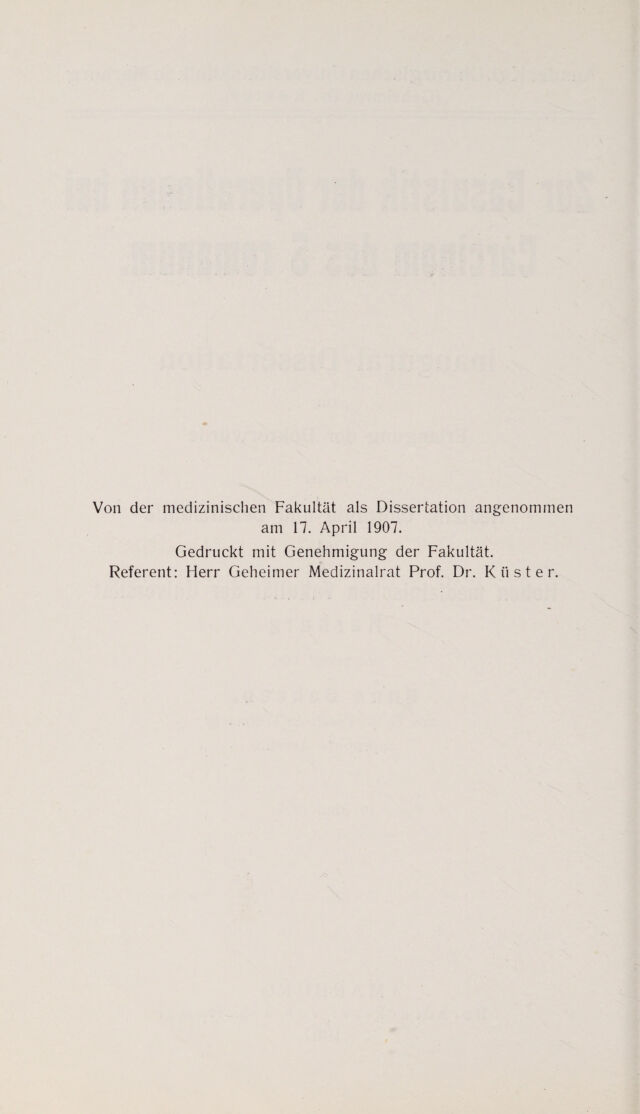 Von der medizinischen Fakultät als Dissertation angenommen
am 17. April 1907.
Gedruckt mit Genehmigung der Fakultät.
Referent: Herr Geheimer Medizinalrat Prof. Dr. Küster.